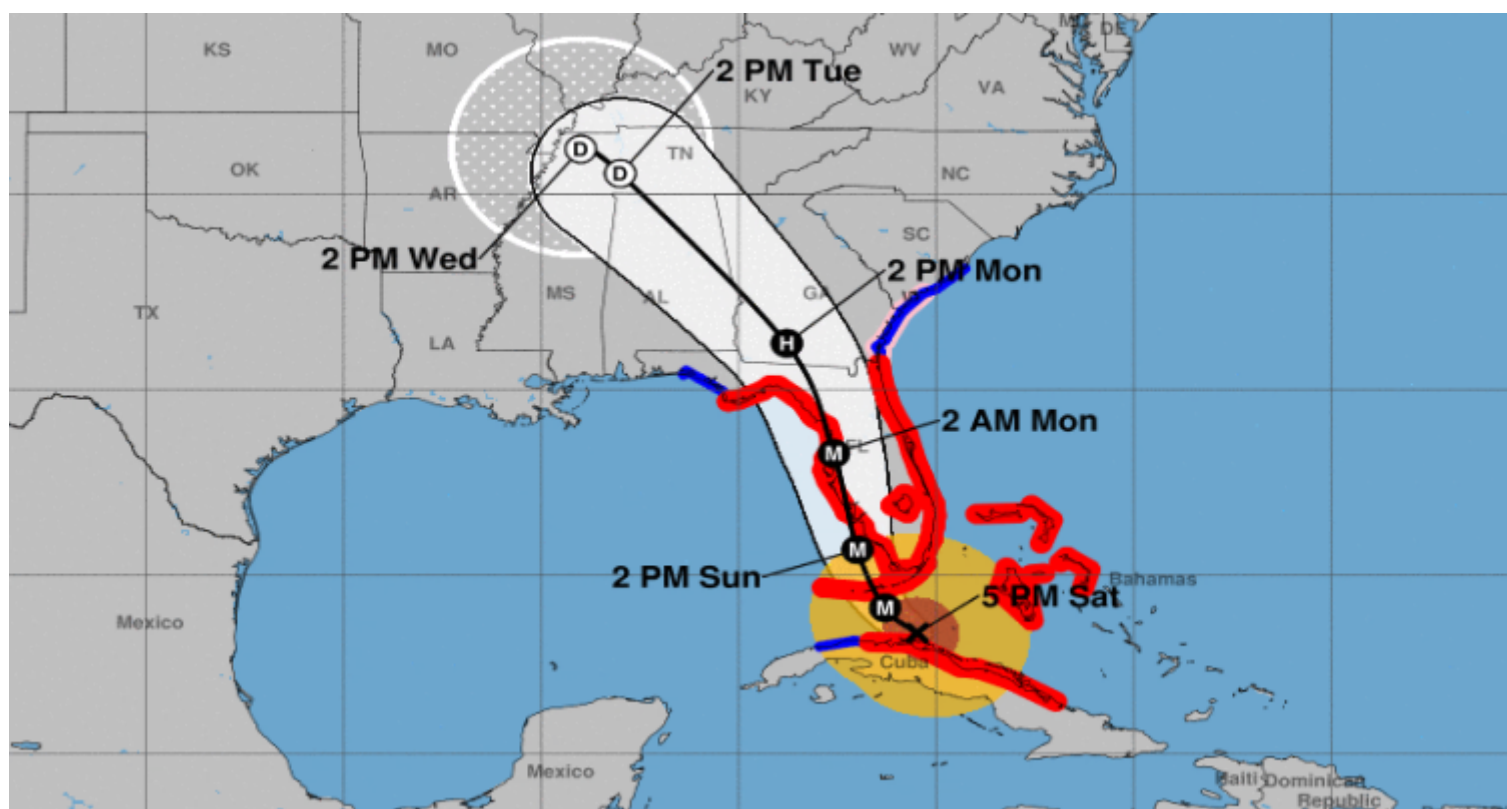 KS
MO
WV
MD
DE
2 PM Tue
KY
VA
OK
TN
NC
AR
SC
2 PM Wed
2 PM Mon
MS
AL
GA
TX
LA
H
2 AM Mon
FL
M
2 PM Sun
M
Bahamas
5 PM Sat
M
Mexico
Cuba
D
D
Mexico
Haiti
Dominican
Republic